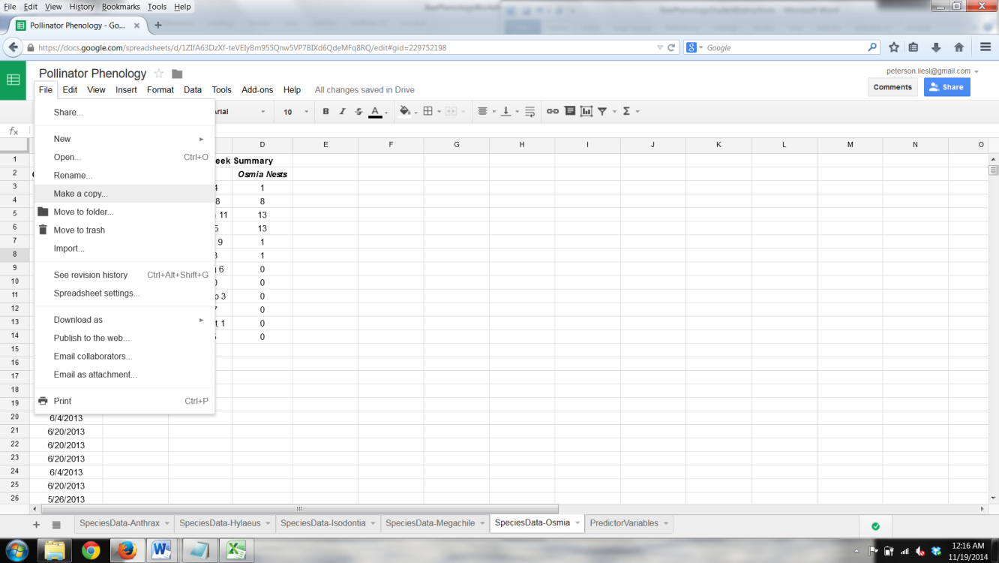 File Edit View History Bookmarks Tools Help
Pollinator Phenology - Go... × +
https://docs.google.com/spreadsheets/d/1ZIfA63DzXf-teVEIyBm955Qnw5VP7BIXd6QdeMFq8RQ/edit#gid=229752198
Google
Pollinator Phenology
peterson.liesl@gmail.com
File Edit View Insert Format Data Tools Add-ons Help All changes saved in Drive
Comments Share
Arial 10 B I S A Σ
fx
D E F G H I J K L M N O
Share...
New
Open... Ctrl+O
Rename...
Make a copy...
Move to folder...
Move to trash
Import...
See revision history Ctrl+Alt+Shift+G
Spreadsheet settings...
Download as
Publish to the web...
Email collaborators...
Email as attachment...
Print Ctrl+P
1 eek Summary
2 Osmia Nests
3 4 1
4 8 8
5 11 13
6 5 13
7 9 1
8 1
9 6 0
10 0
11 3 0
12 7 0
13 t 1 0
14 0
15
16
17
18
19
20 6/4/2013
21 6/20/2013
22 6/20/2013
23 6/20/2013
24 6/4/2013
25 6/20/2013
26 5/26/2013
SpeciesData-Anthrax SpeciesData-Hylaeus SpeciesData-Isodontia SpeciesData-Megachile SpeciesData-Osmia PredictorVariables
12:16 AM
11/19/2014